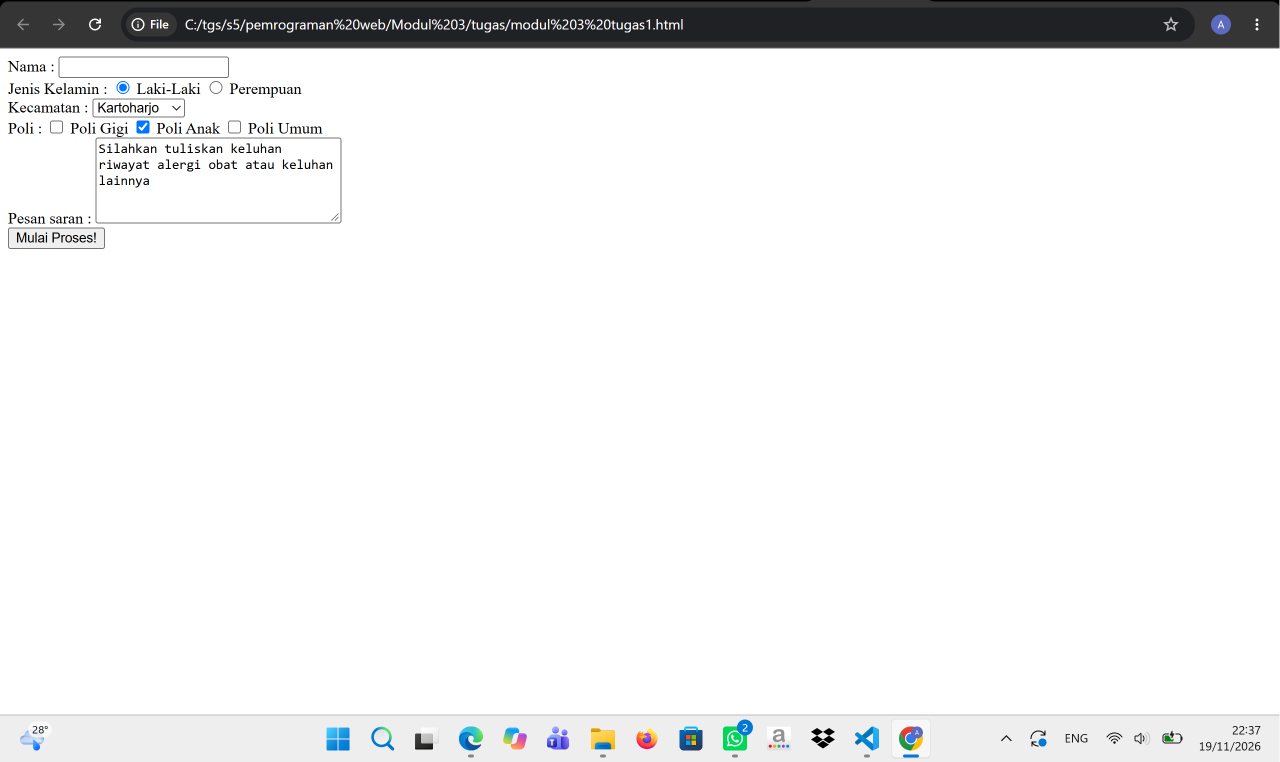 File C:/tgs/s5/pemrograman%20web/Modul%203/tugas/modul%203%20tugas1.html A
Nama :
Jenis Kelamin : Laki-Laki Perempuan
Kecamatan : Kartoharjo
Poli : Poli Gigi Poli Anak Poli Umum
Silahkan tuliskan keluhan
riwayat alergi obat atau keluhan
lainnya
Pesan saran :
Mulai Proses!
28°
T
2
a
A
ENG
22:37
19/11/2026